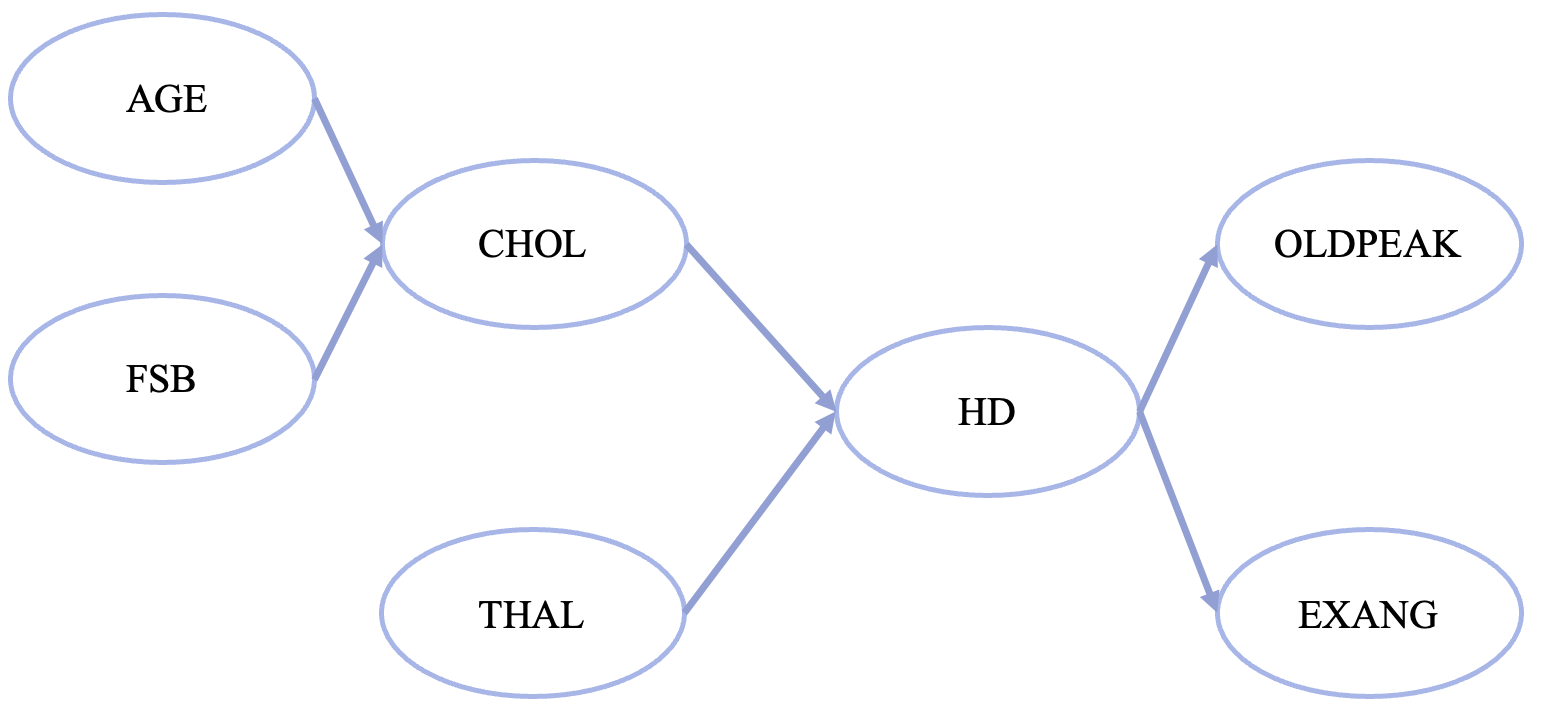 AGE
FSB
CHOL
THAL
HD
OLDPEAK
EXANG